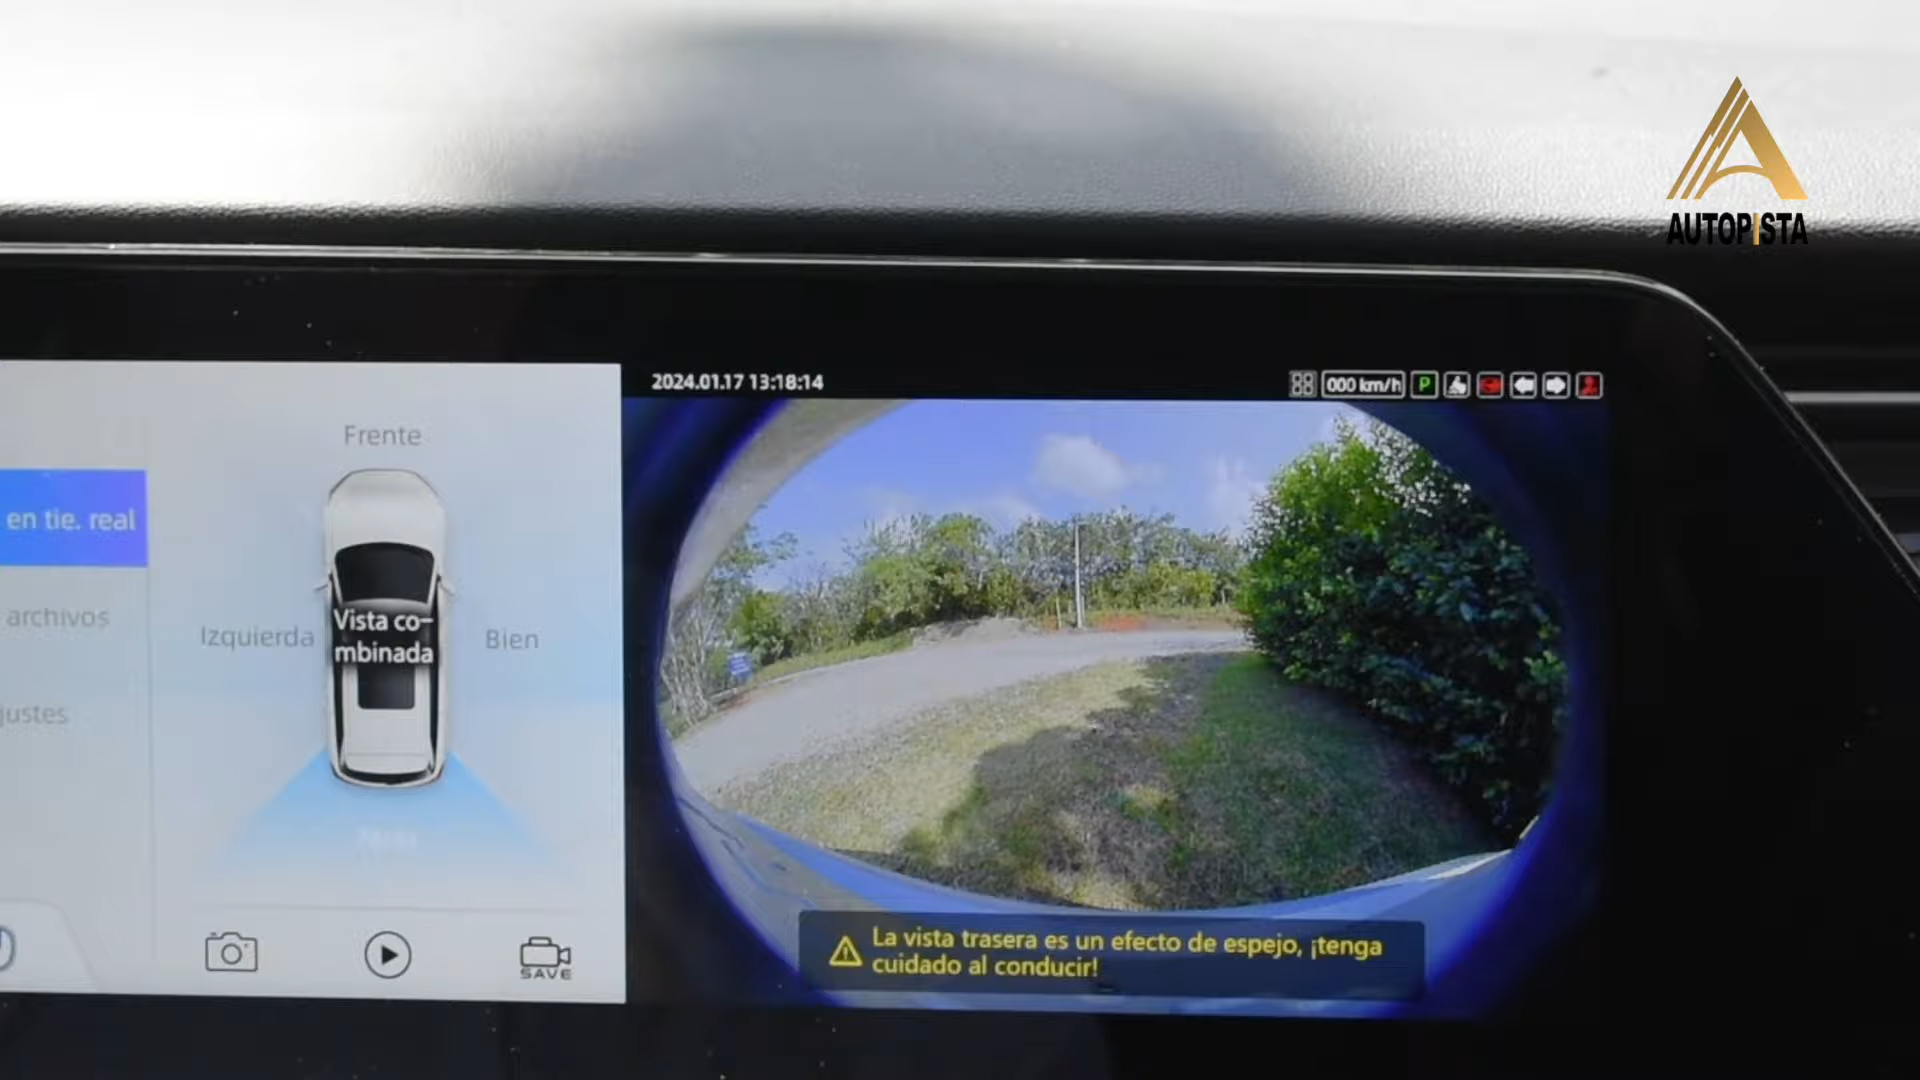 AUTOPISTA
2024.01.17 13:18:14
000 km/h
P
Frente
en tie. real
archivos
Izquierda
Vista co-
mbinada
Bien
justes
SAVE
La vista trasera es un efecto de espejo, ¡tenga
cuidado al conducir!